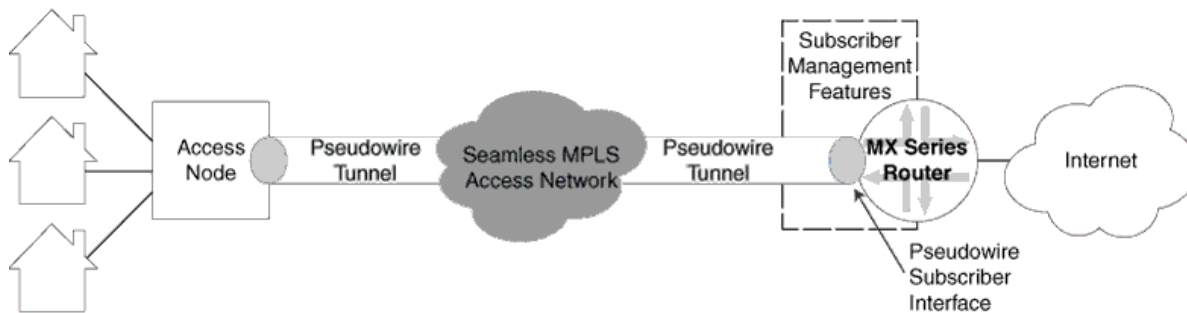 Subscriber
Management
Features
Access
Node
Pseudowire
Tunnel
Seamless MPLS
Access Network
Pseudowire
Tunnel
MX Series
Router
Internet
Pseudowire
Subscriber
Interface